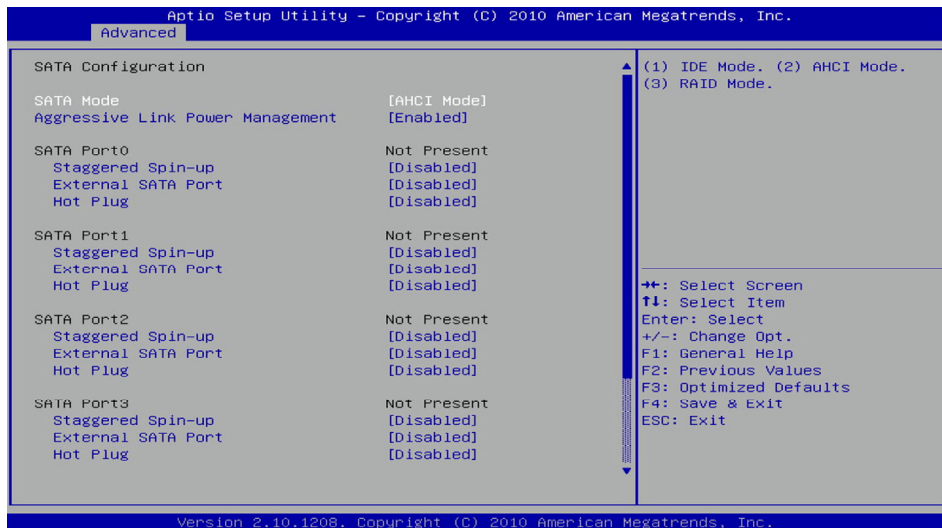 Aptio Setup Utility – Copyright (C) 2010 American Megatrends, Inc.
Advanced
SATA Configuration
SATA Mode [AHCI Mode]
Aggressive Link Power Management [Enabled]
SATA Port0 Not Present
Staggered Spin-up [Disabled]
External SATA Port [Disabled]
Hot Plug [Disabled]
SATA Port1 Not Present
Staggered Spin-up [Disabled]
External SATA Port [Disabled]
Hot Plug [Disabled]
SATA Port2 Not Present
Staggered Spin-up [Disabled]
External SATA Port [Disabled]
Hot Plug [Disabled]
SATA Port3 Not Present
Staggered Spin-up [Disabled]
External SATA Port [Disabled]
Hot Plug [Disabled]
(1) IDE Mode. (2) AHCI Mode.
(3) RAID Mode.
→←: Select Screen
↑↓: Select Item
Enter: Select
+/-: Change Opt.
F1: General Help
F2: Previous Values
F3: Optimized Defaults
F4: Save & Exit
ESC: Exit
Version 2.10.1208. Copyright (C) 2010 American Megatrends, Inc.